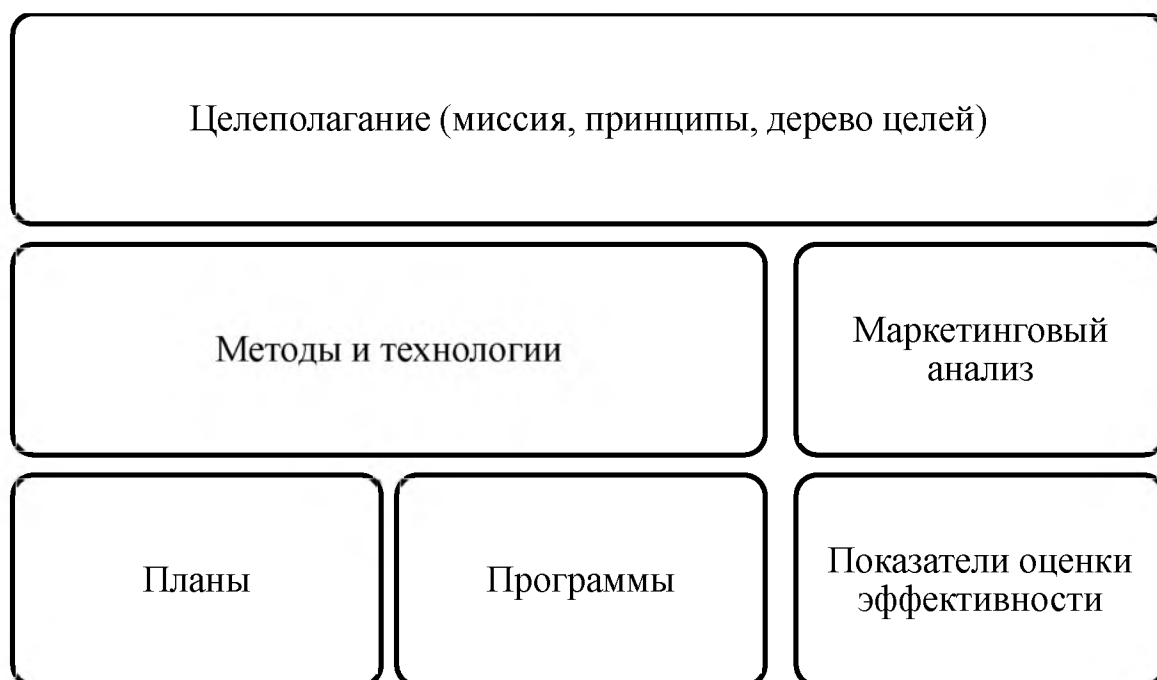 Целеполагание (миссия, принципы, дерево целей)
Методы и технологии
Маркетинговый
анализ
Планы
Программы
Показатели оценки
эффективности